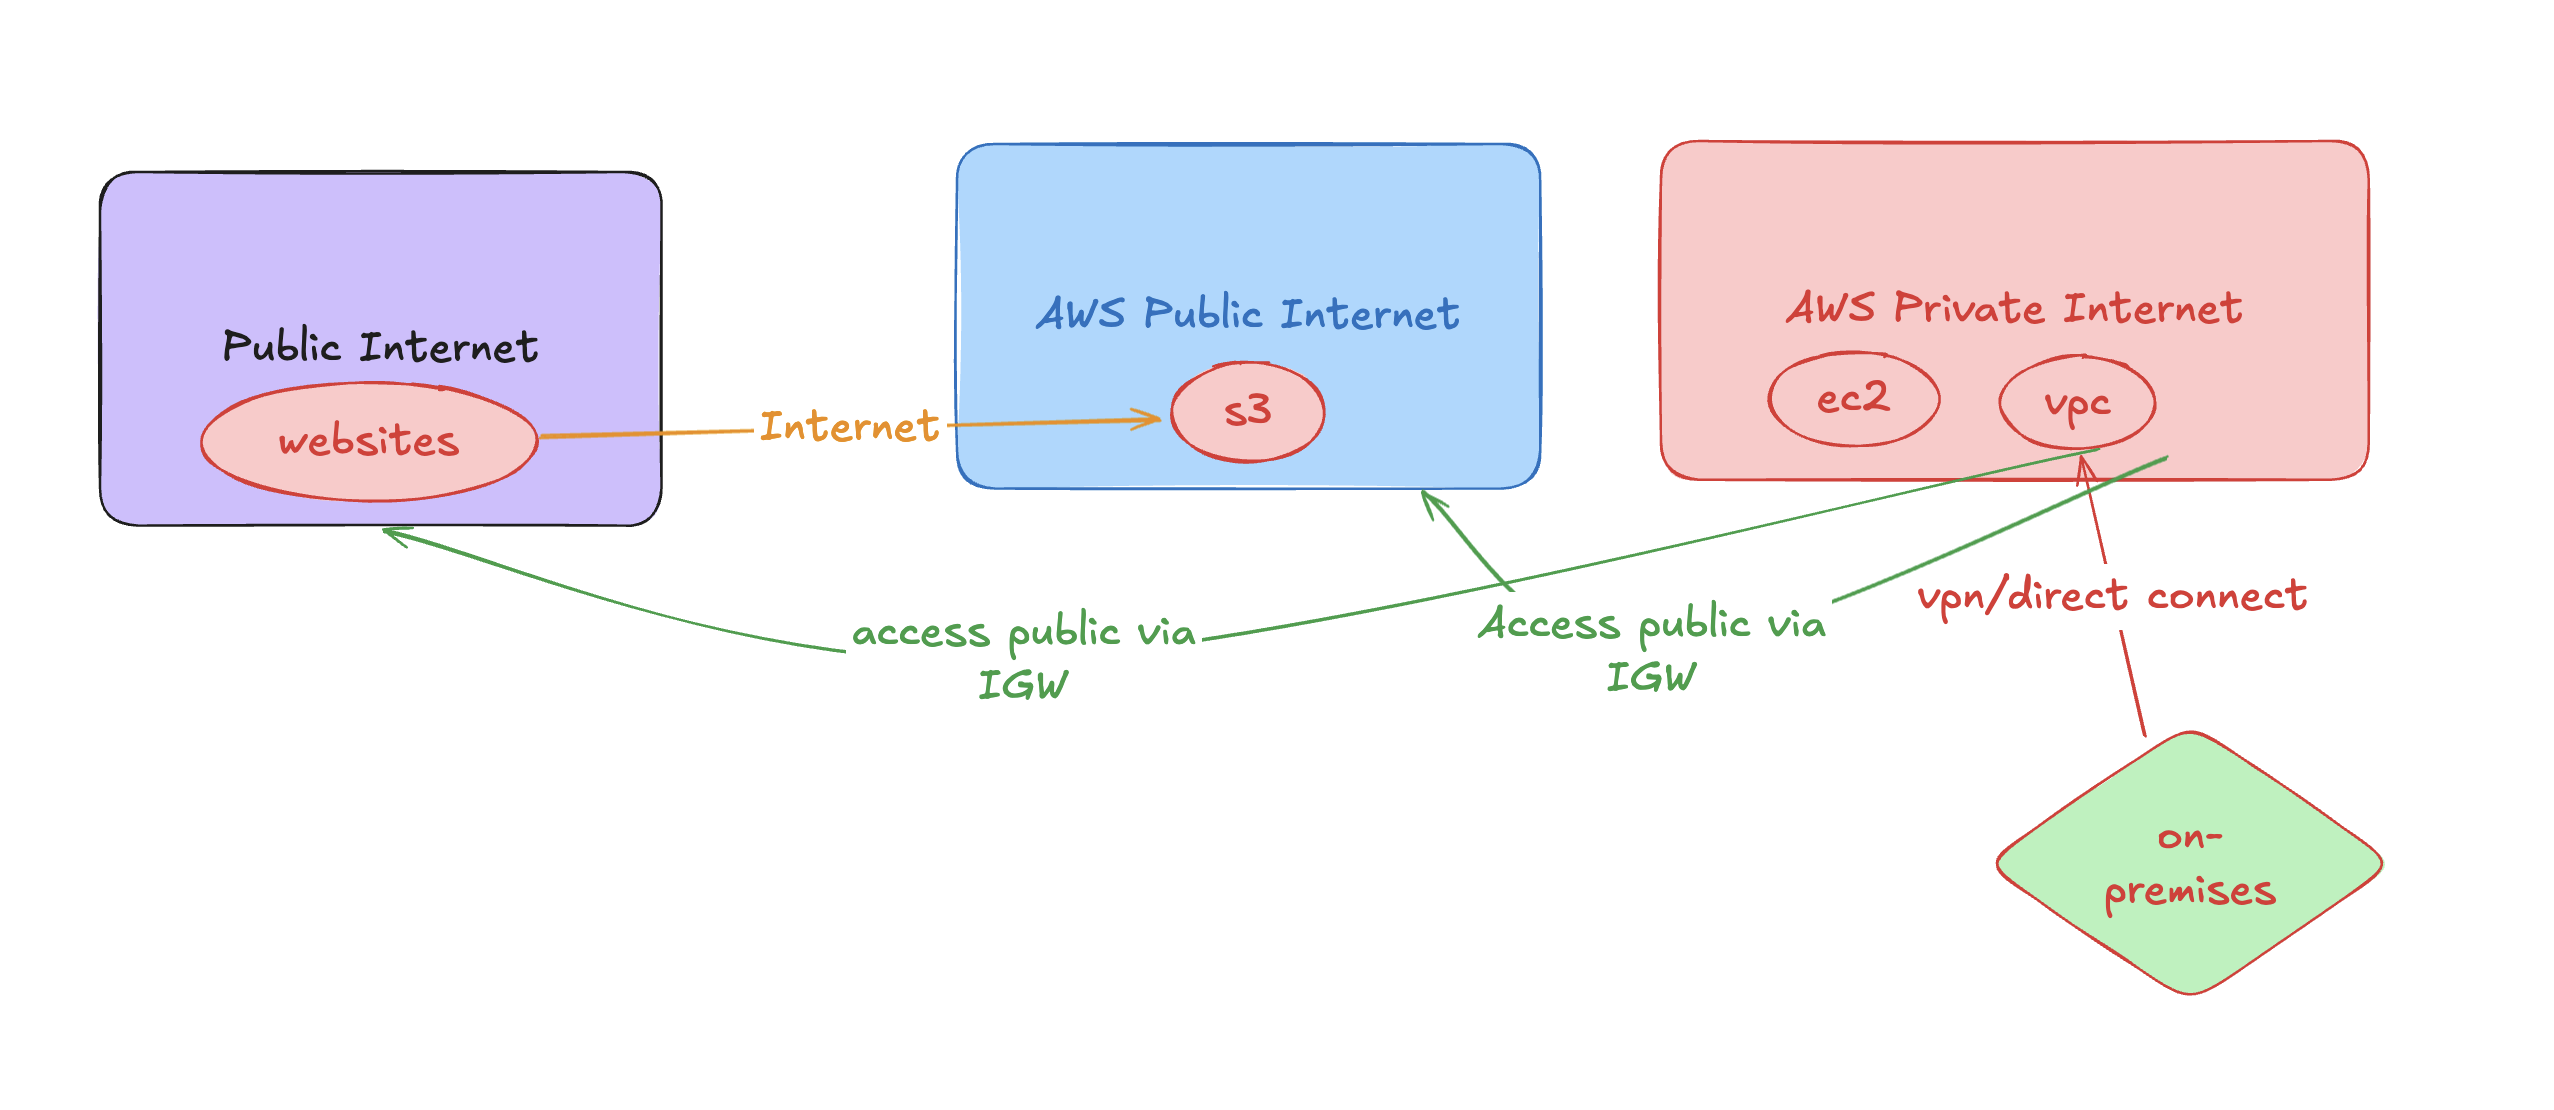 Public Internet
websites
Internet
AWS Public Internet
s3
AWS Private Internet
ec2
vpc
access public via
IGW
Access public via
IGW
vpn/direct connect
on-
premises